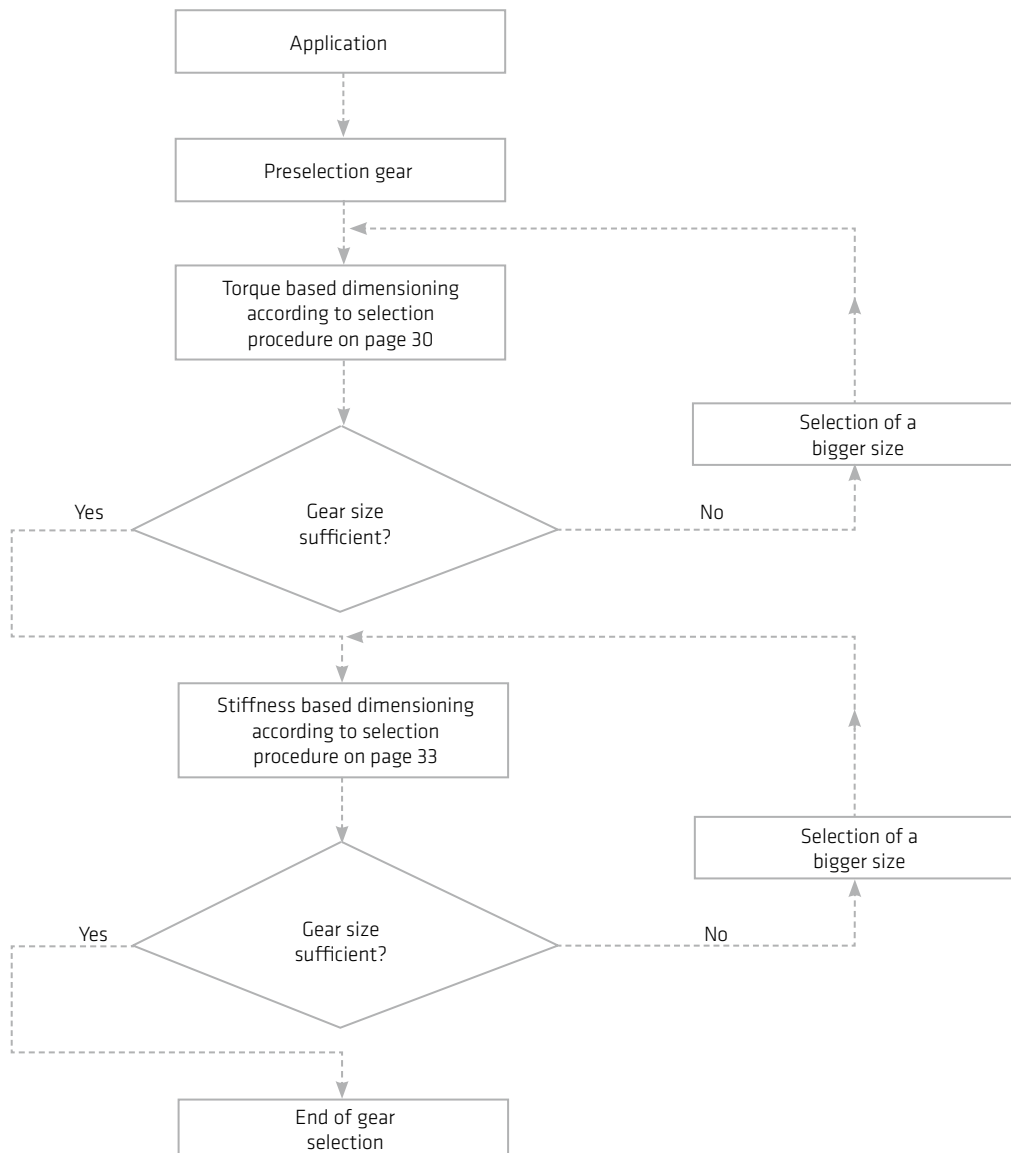 Application
Preselection gear
Torque based dimensioning
according to selection
procedure on page 30
Selection of a
bigger size
Yes
Gear size
sufficient?
No
Stiffness based dimensioning
according to selection
procedure on page 33
Selection of a
bigger size
Yes
Gear size
sufficient?
No
End of gear
selection